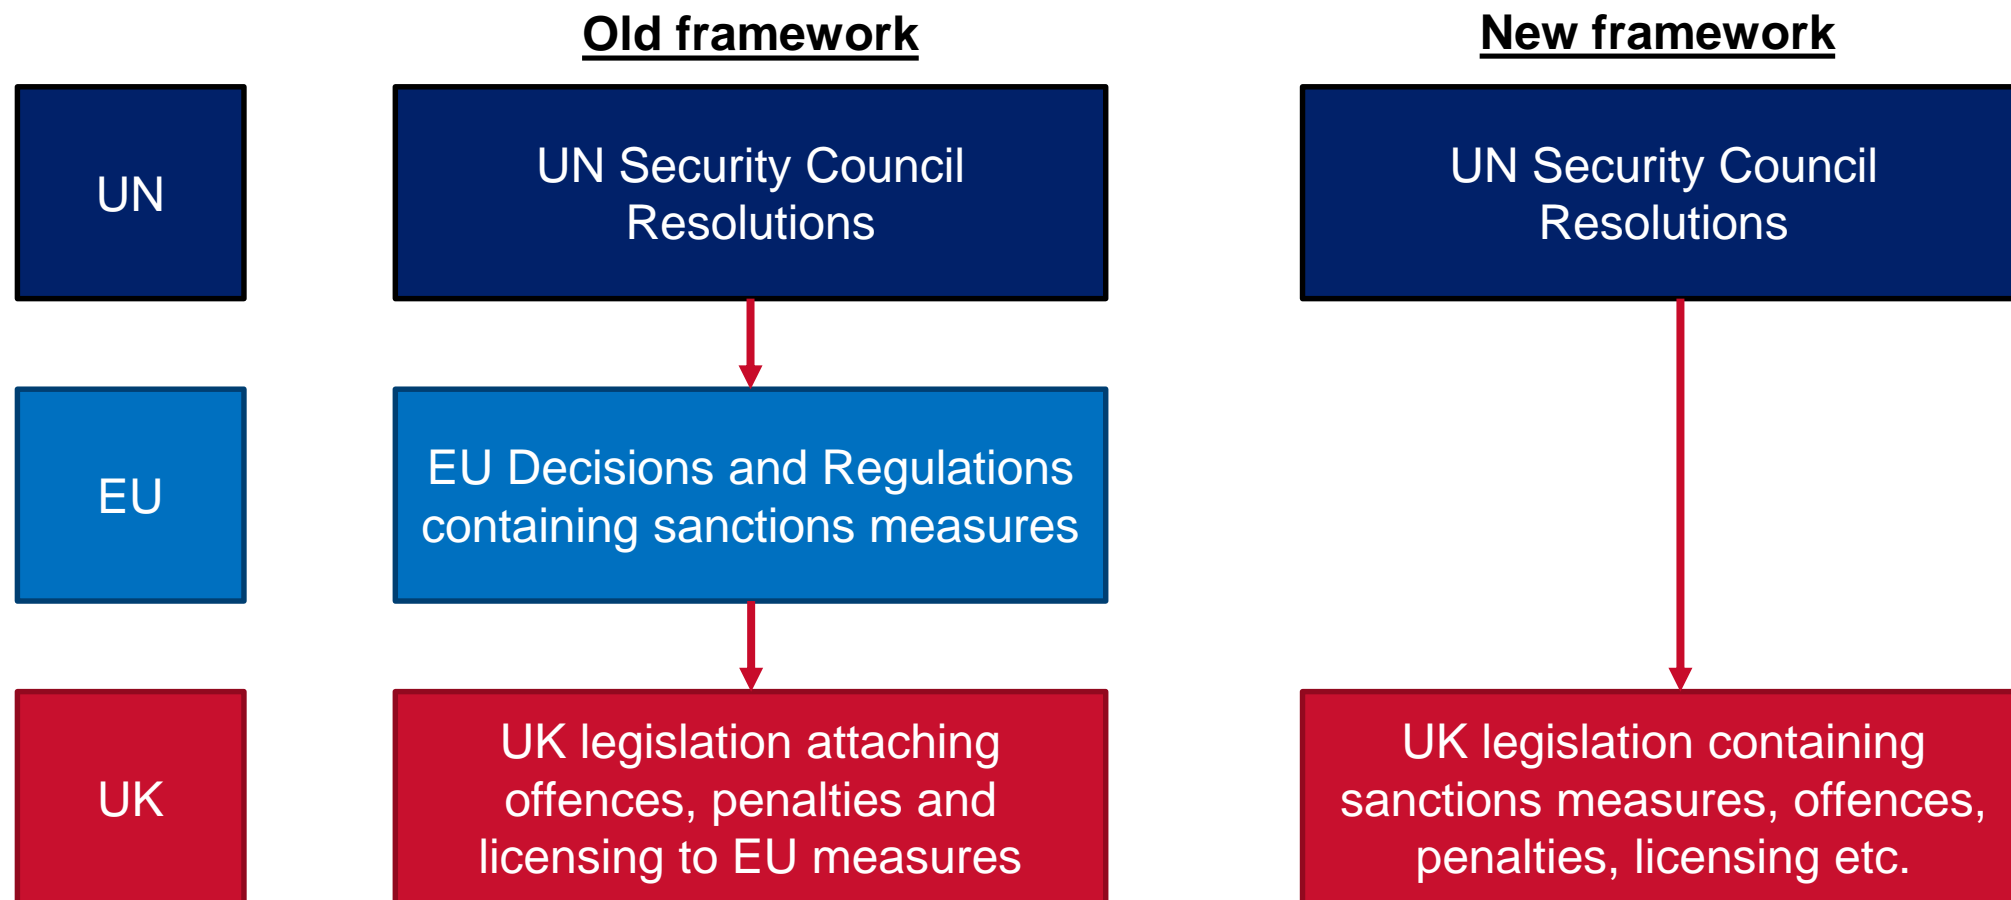 Old framework
New framework
UN
UN Security Council
Resolutions
UN Security Council
Resolutions
EU
EU Decisions and Regulations
containing sanctions measures
UK
UK legislation attaching
offences, penalties and
licensing to EU measures
UK legislation containing
sanctions measures, offences,
penalties, licensing etc.